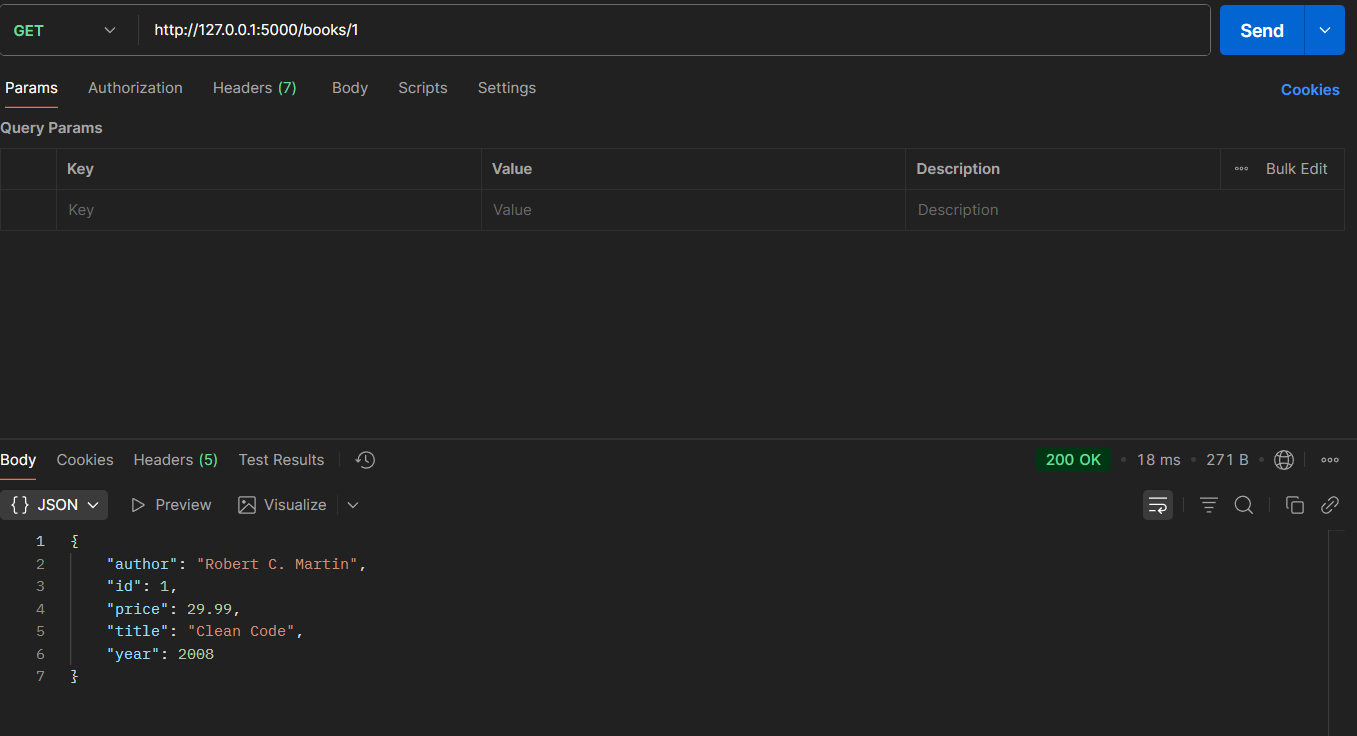 GET http://127.0.0.1:5000/books/1 Send
Params Authorization Headers (7) Body Scripts Settings Cookies
Query Params
Key Value Description Bulk Edit
Key Value Description
Body Cookies Headers (5) Test Results 200 OK • 18 ms • 271 B •
{} JSON Preview Visualize
1 {
2 "author": "Robert C. Martin",
3 "id": 1,
4 "price": 29.99,
5 "title": "Clean Code",
6 "year": 2008
7 }